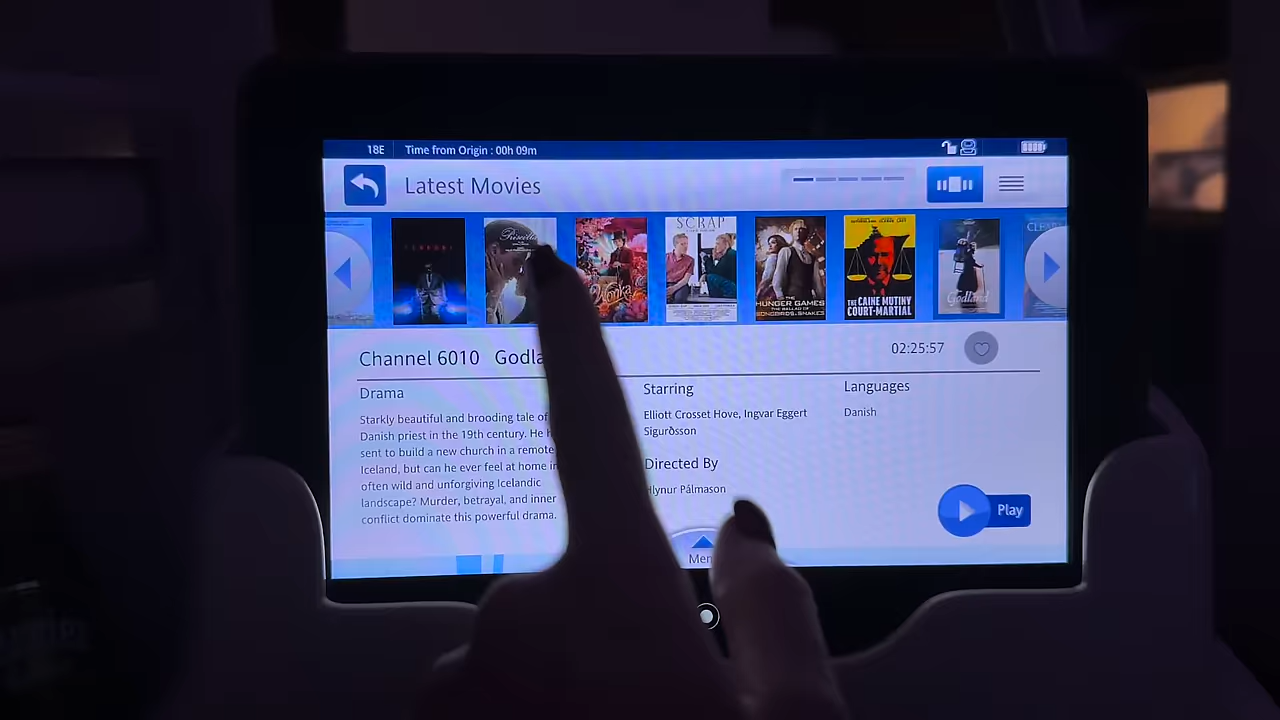 18E Time from Origin : 00h 09m
Latest Movies
Priscilla
Wonka
SCRAP
THE
HUNGER GAMES
THE BALLAD OF
SONGBIRDS & SNAKES
THE CAINE MUTINY
COURT-MARTIAL
Godland
Channel 6010 Godla
02:25:57
Drama
Starkly beautiful and brooding tale of
Danish priest in the 19th century. He
sent to build a new church in a remote
Iceland, but can he ever feel at home in
often wild and unforgiving Icelandic
landscape? Murder, betrayal, and inner
conflict dominate this powerful drama.
Starring
Elliott Crosset Hove, Ingvar Eggert
Sigurðsson
Directed By
Hlynur Pálmason
Languages
Danish
Play
Men